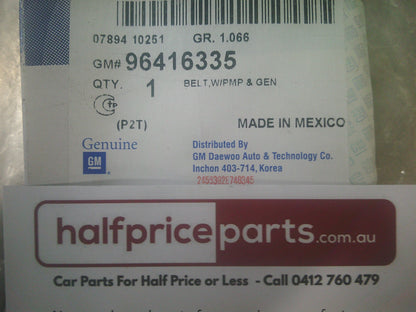 07894 10251 GR. 1.066
GM# 96416335
QTY. 1 BELT,W/PMP & GEN
(P2T) MADE IN MEXICO
Genuine
GM
Distributed By
GM Daewoo Auto & Technology Co.
Inchon 403-714, Korea
halfpriceparts.com.au
Car Parts For Half Price or Less - Call 0412 760 479